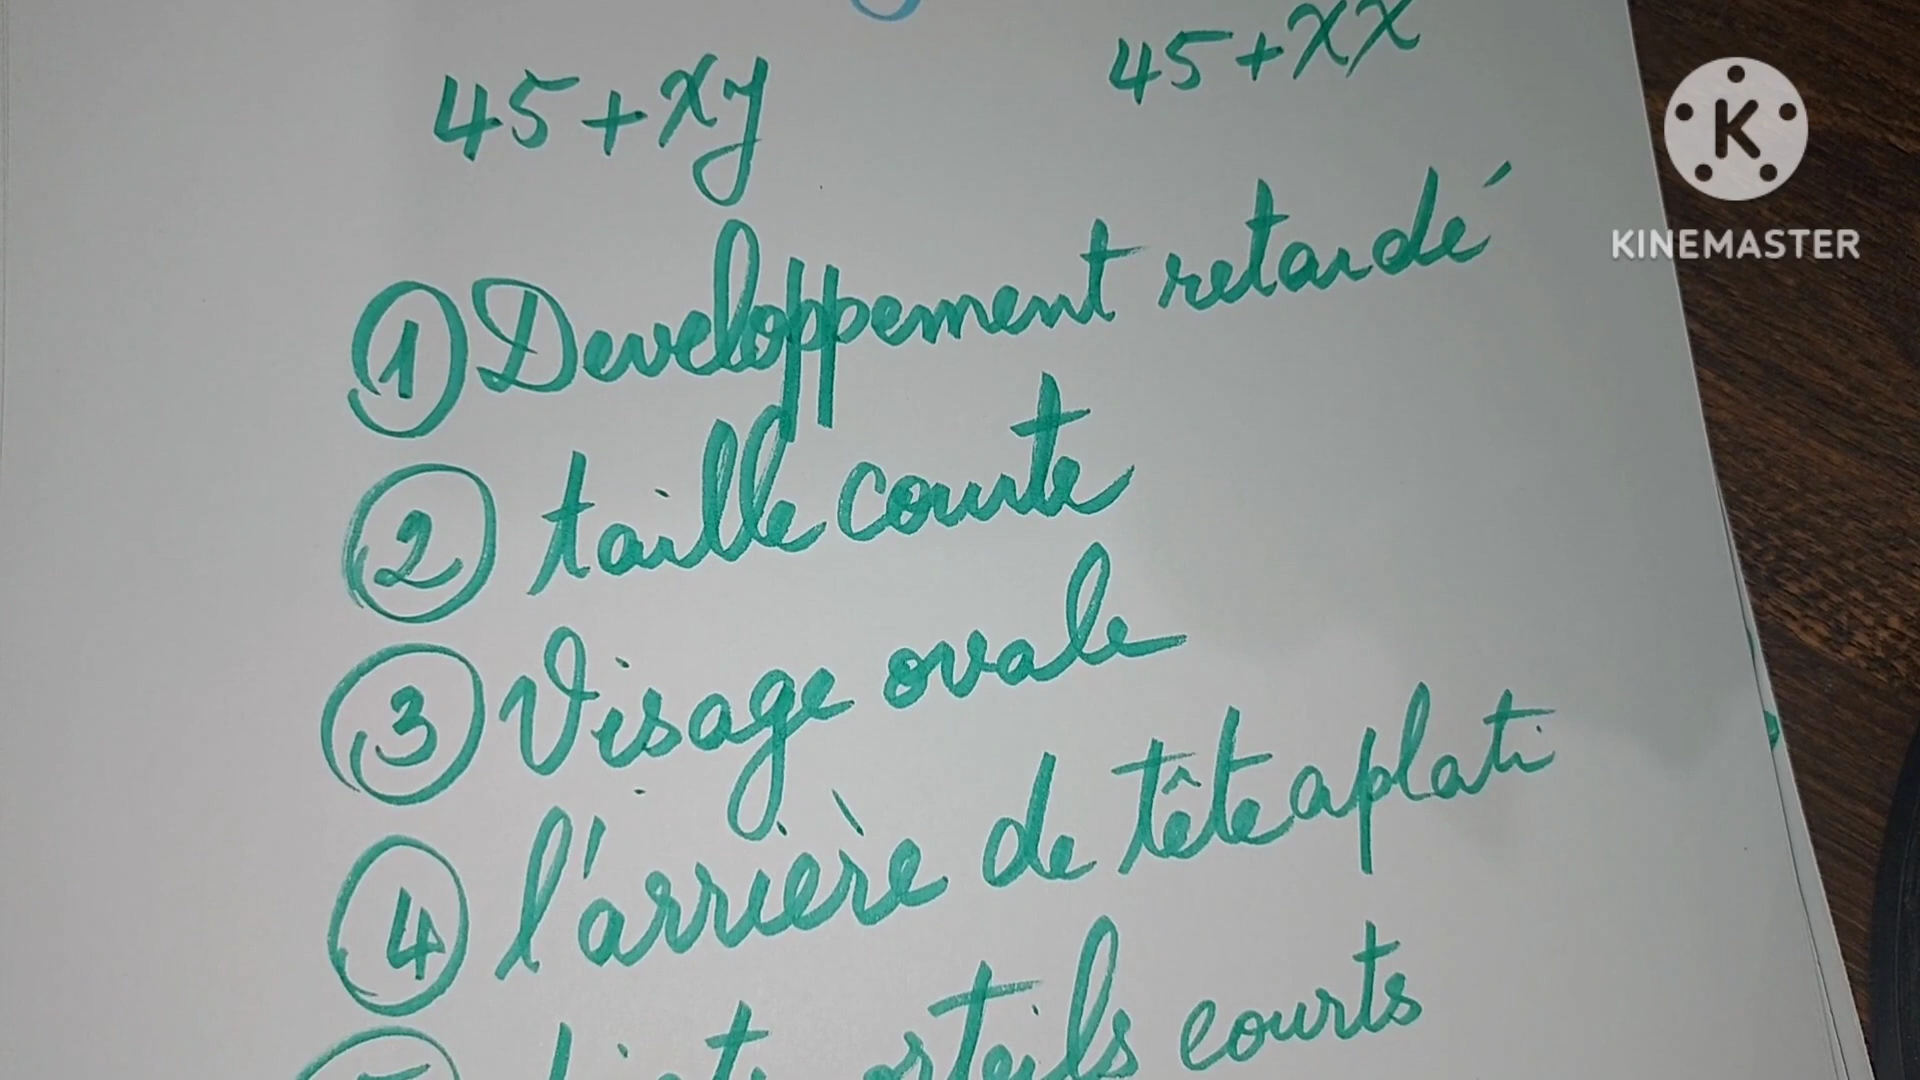 45+xy 45+XX
KINEMASTER
① Developpement retardé
② taille courte
③ Visage ovale
④ l'arrière de tête aplati
courts